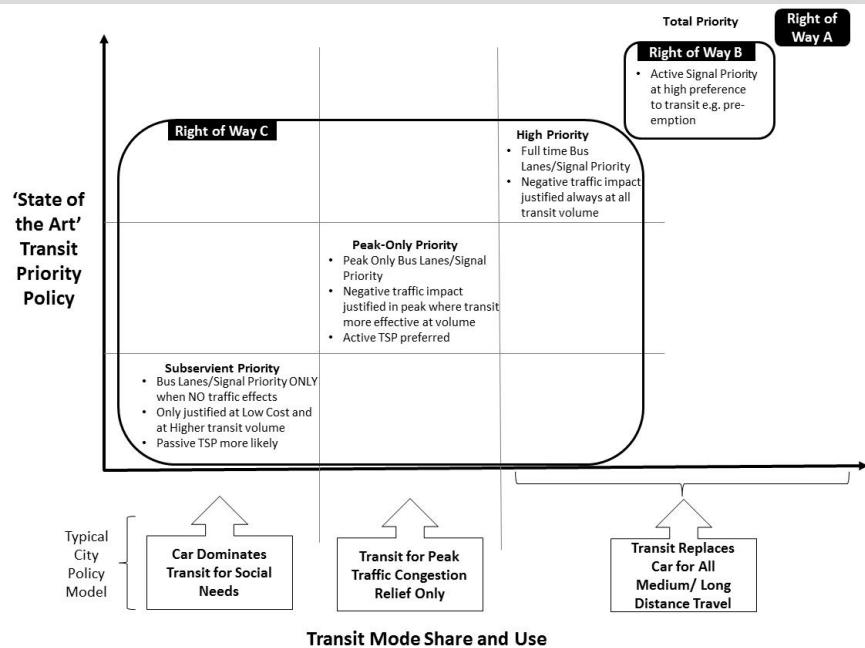 Total Priority
Right of
Way A
Right of Way B
• Active Signal Priority
at high preference
to transit e.g. pre-
emption
Right of Way C
High Priority
• Full time Bus
Lanes/Signal Priority
• Negative traffic impact
justified always at all
transit volume
'State of
the Art'
Transit
Priority
Policy
Peak-Only Priority
• Peak Only Bus Lanes/Signal
Priority
• Negative traffic impact
justified in peak where transit
more effective at volume
• Active TSP preferred
Subservient Priority
• Bus Lanes/Signal Priority ONLY
when NO traffic effects
• Only justified at Low Cost and
at Higher transit volume
• Passive TSP more likely
Typical
City
Policy
Model
Car Dominates
Transit for Social
Needs
Transit for Peak
Traffic Congestion
Relief Only
Transit Replaces
Car for All
Medium/ Long
Distance Travel
Transit Mode Share and Use